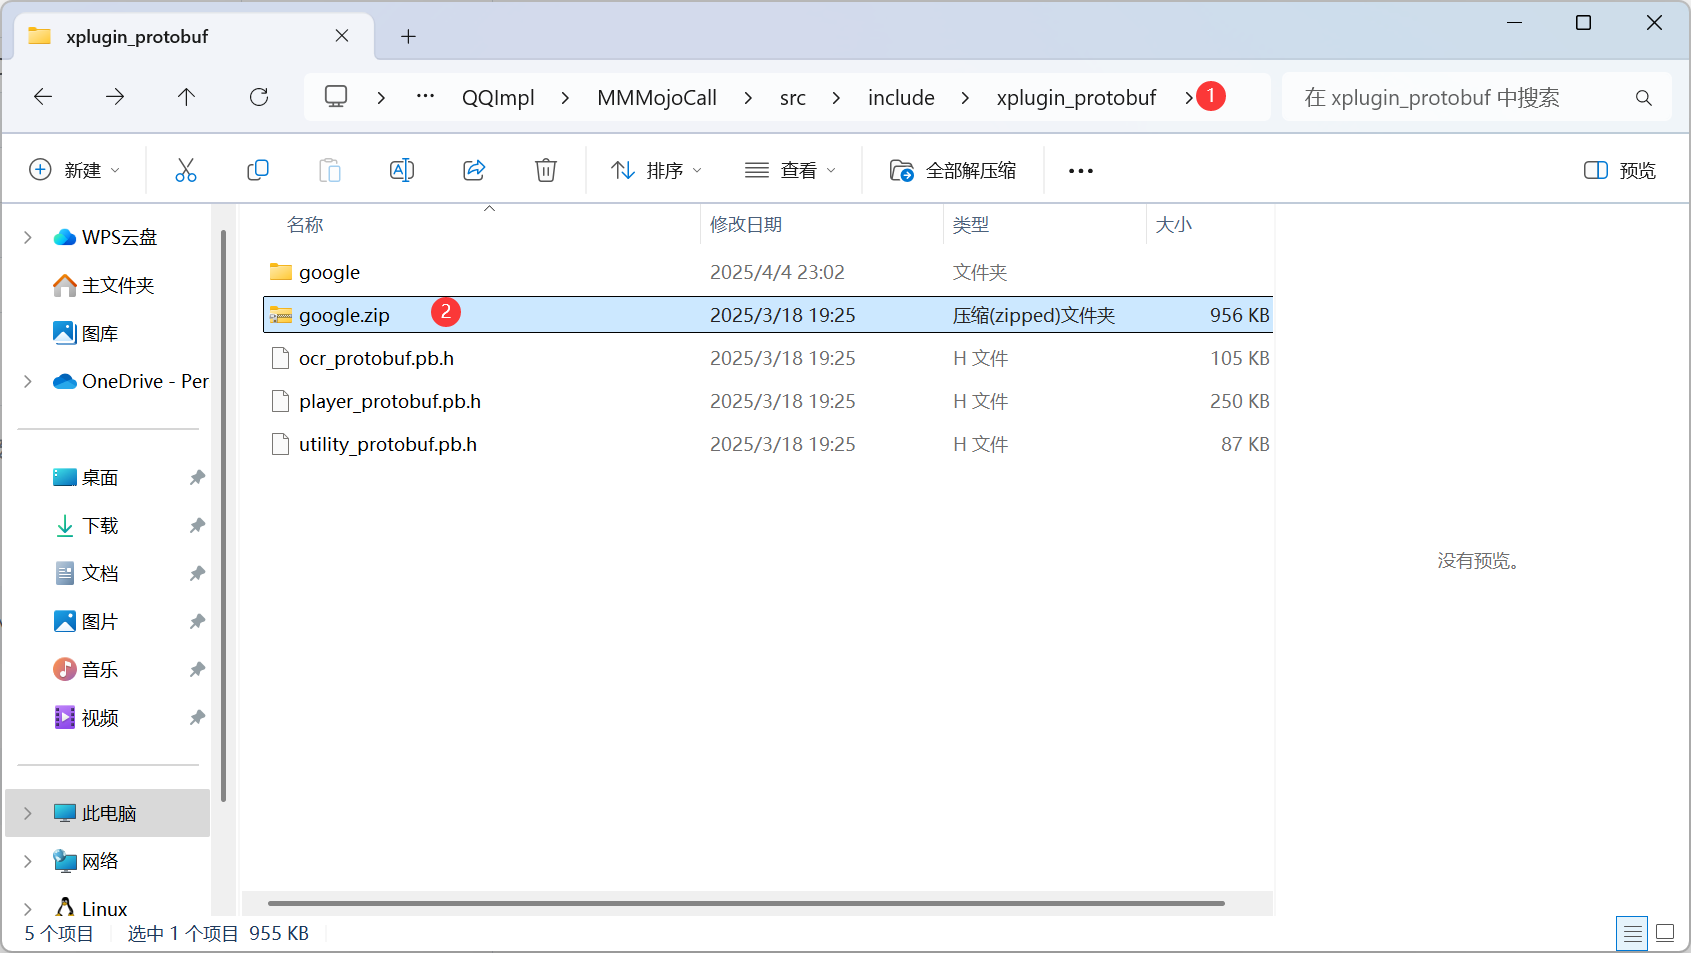 xplugin_protobuf
… QQImpl MMMojoCall src include xplugin_protobuf 1 在 xplugin_protobuf 中搜索
新建 排序 查看 全部解压缩 预览
名称 修改日期 类型 大小
google 2025/4/4 23:02 文件夹
google.zip 2 2025/3/18 19:25 压缩(zipped)文件夹 956 KB
ocr_protobuf.pb.h 2025/3/18 19:25 H 文件 105 KB
player_protobuf.pb.h 2025/3/18 19:25 H 文件 250 KB
utility_protobuf.pb.h 2025/3/18 19:25 H 文件 87 KB
WPS云盘
主文件夹
图库
OneDrive - Per
桌面
下载
文档
图片
音乐
视频
此电脑
网络
Linux
没有预览。
5 个项目 选中 1 个项目 955 KB